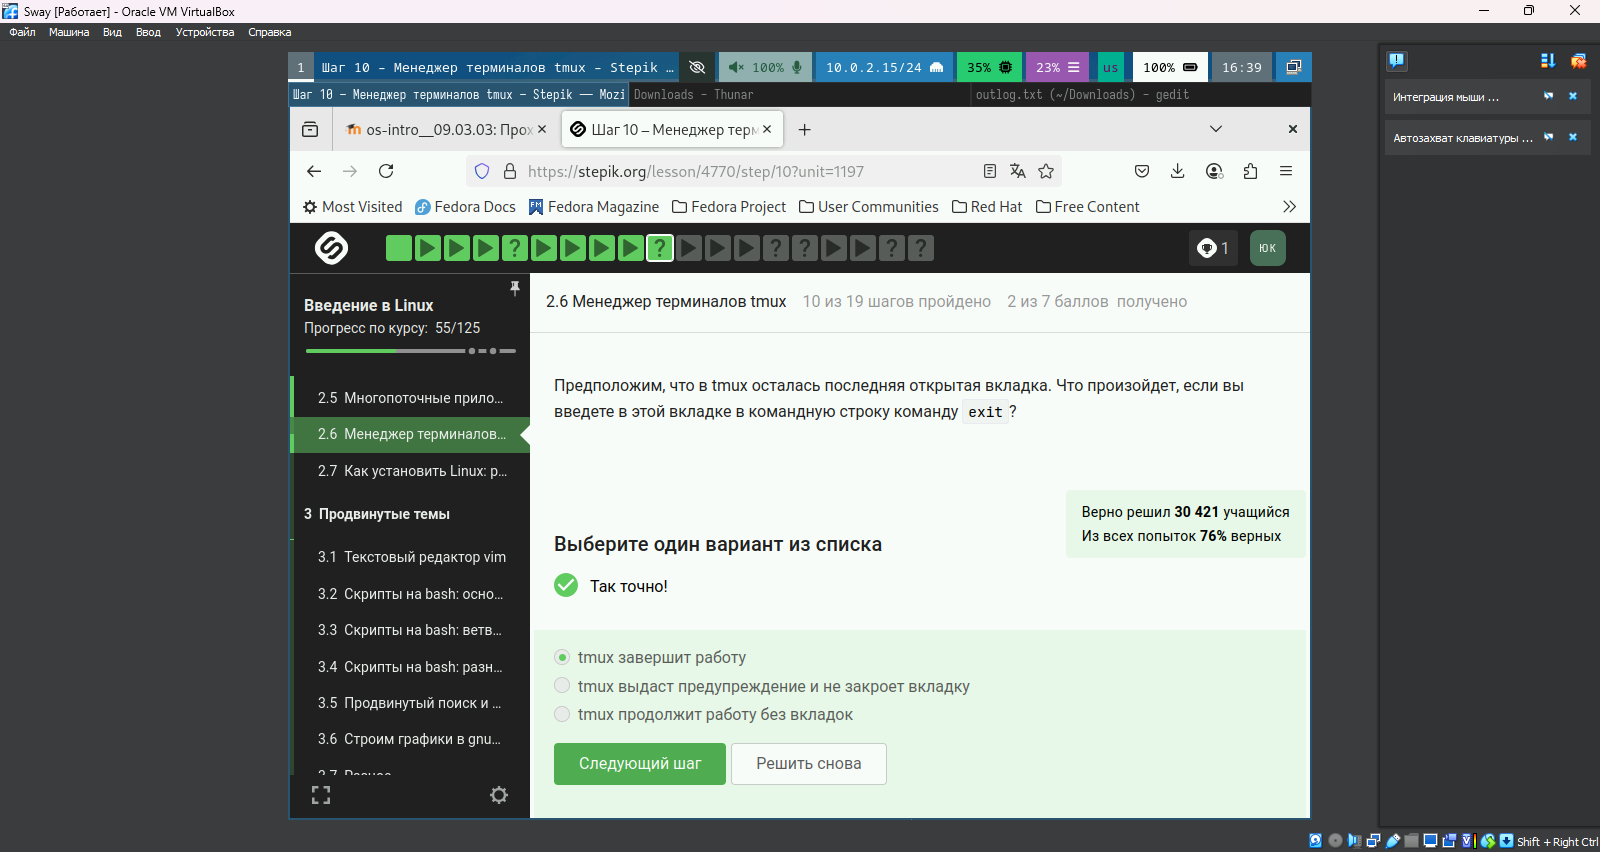 Sway [Работает] - Oracle VM VirtualBox
Файл Машина Вид Ввод Устройства Справка
1 Шаг 10 – Менеджер терминалов tmux – Stepik … 100% 10.0.2.15/24 35% 23% us 100% 16:39
Шаг 10 – Менеджер терминалов tmux – Stepik — Mozi Downloads – Thunar outlog.txt (~/Downloads) – gedit
os-intro__09.03.03: Прох Шаг 10 – Менеджер терм
https://stepik.org/lesson/4770/step/10?unit=1197
Most Visited Fedora Docs Fedora Magazine Fedora Project User Communities Red Hat Free Content
1 ЮК
Введение в Linux
Прогресс по курсу: 55/125
2.5 Многопоточные прило...
2.6 Менеджер терминалов...
2.7 Как установить Linux: р...
3 Продвинутые темы
3.1 Текстовый редактор vim
3.2 Скрипты на bash: осно...
3.3 Скрипты на bash: ветв...
3.4 Скрипты на bash: разн...
3.5 Продвинутый поиск и ...
3.6 Строим графики в gnu...
3.7 Разное
2.6 Менеджер терминалов tmux 10 из 19 шагов пройдено 2 из 7 баллов получено
Предположим, что в tmux осталась последняя открытая вкладка. Что произойдет, если вы
введете в этой вкладке в командную строку команду exit ?
Верно решил 30 421 учащийся
Из всех попыток 76% верных
Выберите один вариант из списка
Так точно!
tmux завершит работу
tmux выдаст предупреждение и не закроет вкладку
tmux продолжит работу без вкладок
Следующий шаг Решить снова
Интеграция мыши ...
Автозахват клавиатуры ...
Shift + Right Ctrl